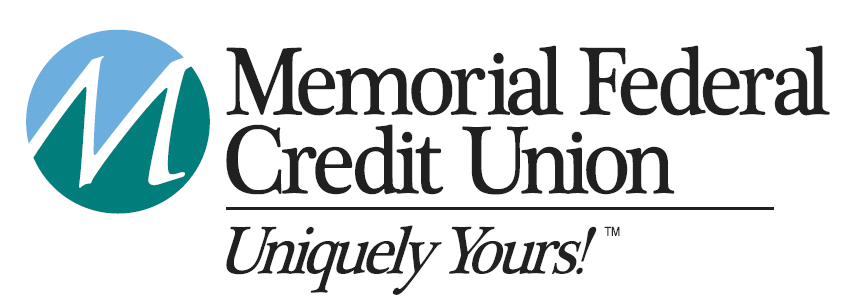 M
Memorial Federal
Credit Union
Uniquely Yours! ™